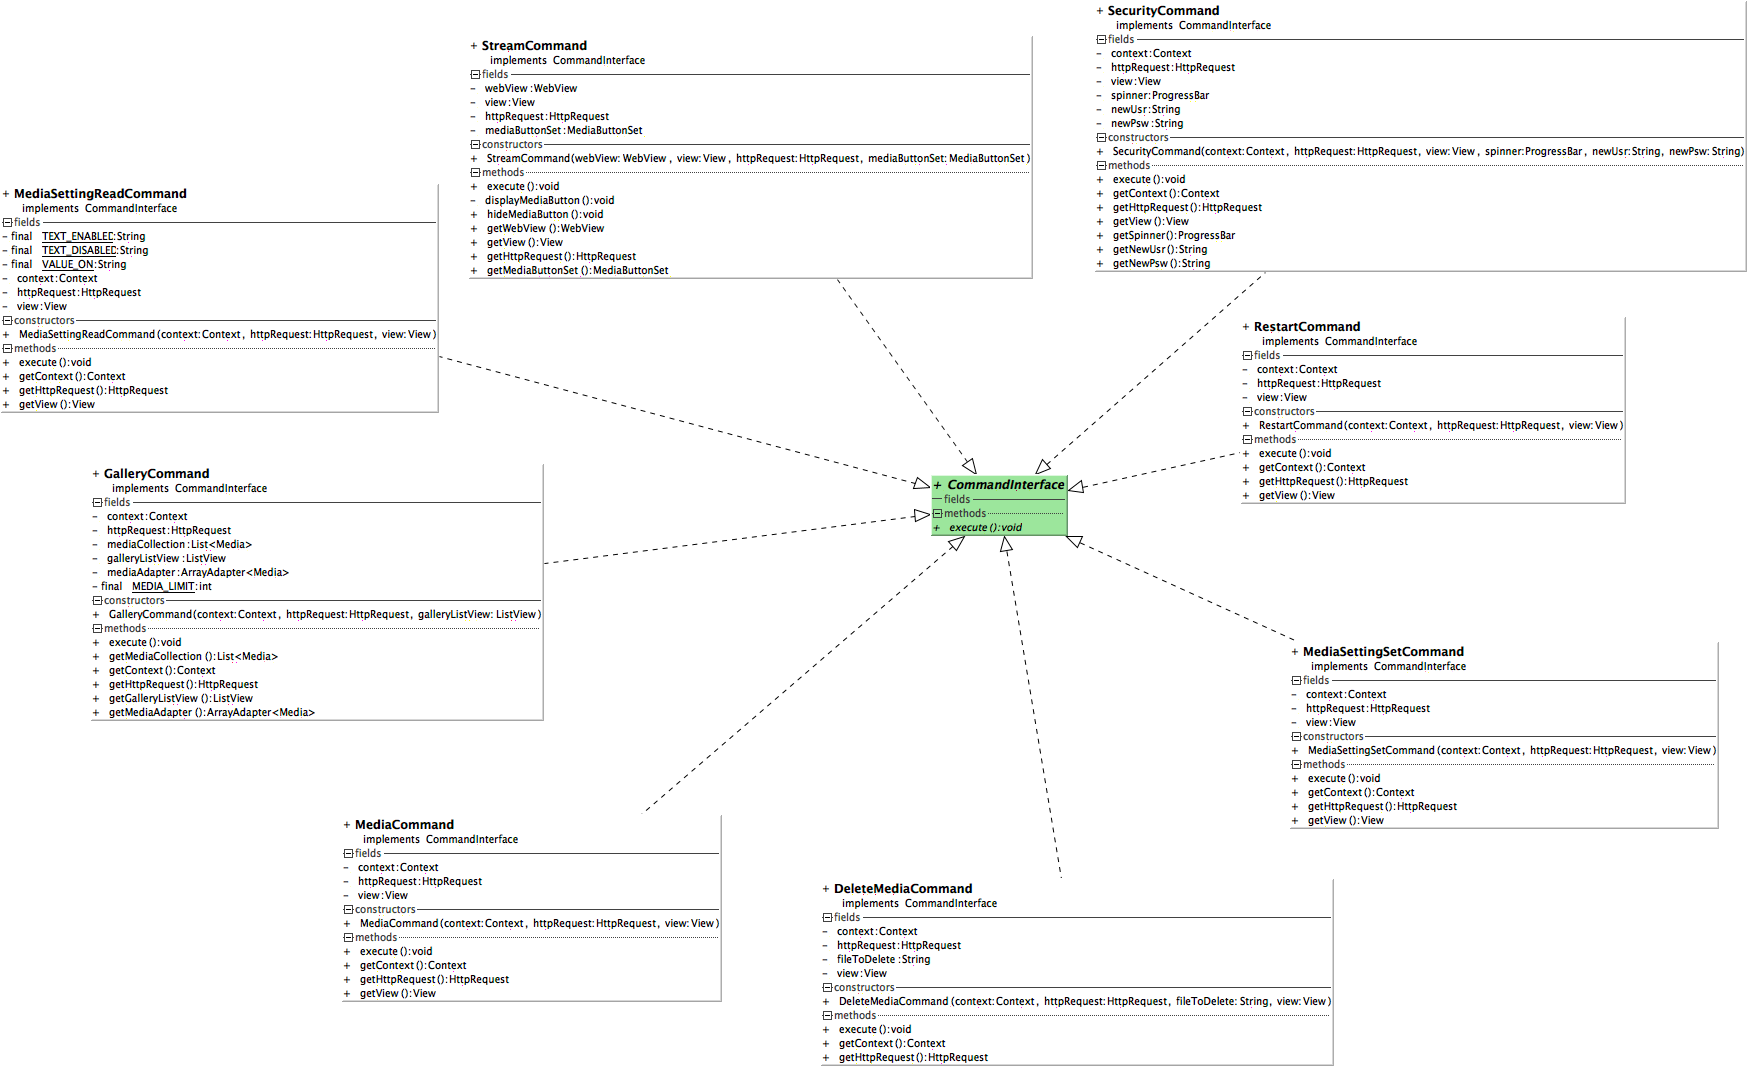 + SecurityCommand
implements CommandInterface
fields
- context:Context
- httpRequest:HttpRequest
- view:View
- spinner:ProgressBar
- newUsr:String
- newPsw:String
constructors
+ SecurityCommand(context:Context, httpRequest:HttpRequest, view:View, spinner:ProgressBar, newUsr:String, newPsw:String)
methods
+ execute():void
+ getContext():Context
+ getHttpRequest():HttpRequest
+ getView():View
+ getSpinner():ProgressBar
+ getNewUsr():String
+ getNewPsw():String
+ StreamCommand
implements CommandInterface
fields
- webView:WebView
- view:View
- httpRequest:HttpRequest
- mediaButtonSet:MediaButtonSet
constructors
+ StreamCommand(webView:WebView, view:View, httpRequest:HttpRequest, mediaButtonSet:MediaButtonSet)
methods
+ execute():void
- displayMediaButton():void
+ hideMediaButton():void
+ getWebView():WebView
+ getView():View
+ getHttpRequest():HttpRequest
+ getMediaButtonSet():MediaButtonSet
+ MediaSettingReadCommand
implements CommandInterface
fields
- final TEXT_ENABLED:String
- final TEXT_DISABLED:String
- final VALUE_ON:String
- context:Context
- httpRequest:HttpRequest
- view:View
constructors
+ MediaSettingReadCommand(context:Context, httpRequest:HttpRequest, view:View)
methods
+ execute():void
+ getContext():Context
+ getHttpRequest():HttpRequest
+ getView():View
+ RestartCommand
implements CommandInterface
fields
- context:Context
- httpRequest:HttpRequest
- view:View
constructors
+ RestartCommand(context:Context, httpRequest:HttpRequest, view:View)
methods
+ execute():void
+ getContext():Context
+ getHttpRequest():HttpRequest
+ getView():View
+ GalleryCommand
implements CommandInterface
fields
- context:Context
- httpRequest:HttpRequest
- mediaCollection:List<Media>
- galleryListView:ListView
- mediaAdapter:ArrayAdapter<Media>
- final MEDIA_LIMIT:int
constructors
+ GalleryCommand(context:Context, httpRequest:HttpRequest, galleryListView:ListView)
methods
+ execute():void
+ getMediaCollection():List<Media>
+ getContext():Context
+ getHttpRequest():HttpRequest
+ getGalleryListView():ListView
+ getMediaAdapter():ArrayAdapter<Media>
+ CommandInterface
fields
methods
+ execute():void
+ MediaSettingSetCommand
implements CommandInterface
fields
- context:Context
- httpRequest:HttpRequest
- view:View
constructors
+ MediaSettingSetCommand(context:Context, httpRequest:HttpRequest, view:View)
methods
+ execute():void
+ getContext():Context
+ getHttpRequest():HttpRequest
+ getView():View
+ MediaCommand
implements CommandInterface
fields
- context:Context
- httpRequest:HttpRequest
- view:View
constructors
+ MediaCommand(context:Context, httpRequest:HttpRequest, view:View)
methods
+ execute():void
+ getContext():Context
+ getHttpRequest():HttpRequest
+ getView():View
+ DeleteMediaCommand
implements CommandInterface
fields
- context:Context
- httpRequest:HttpRequest
- fileToDelete:String
- view:View
constructors
+ DeleteMediaCommand(context:Context, httpRequest:HttpRequest, fileToDelete:String, view:View)
methods
+ execute():void
+ getContext():Context
+ getHttpRequest():HttpRequest